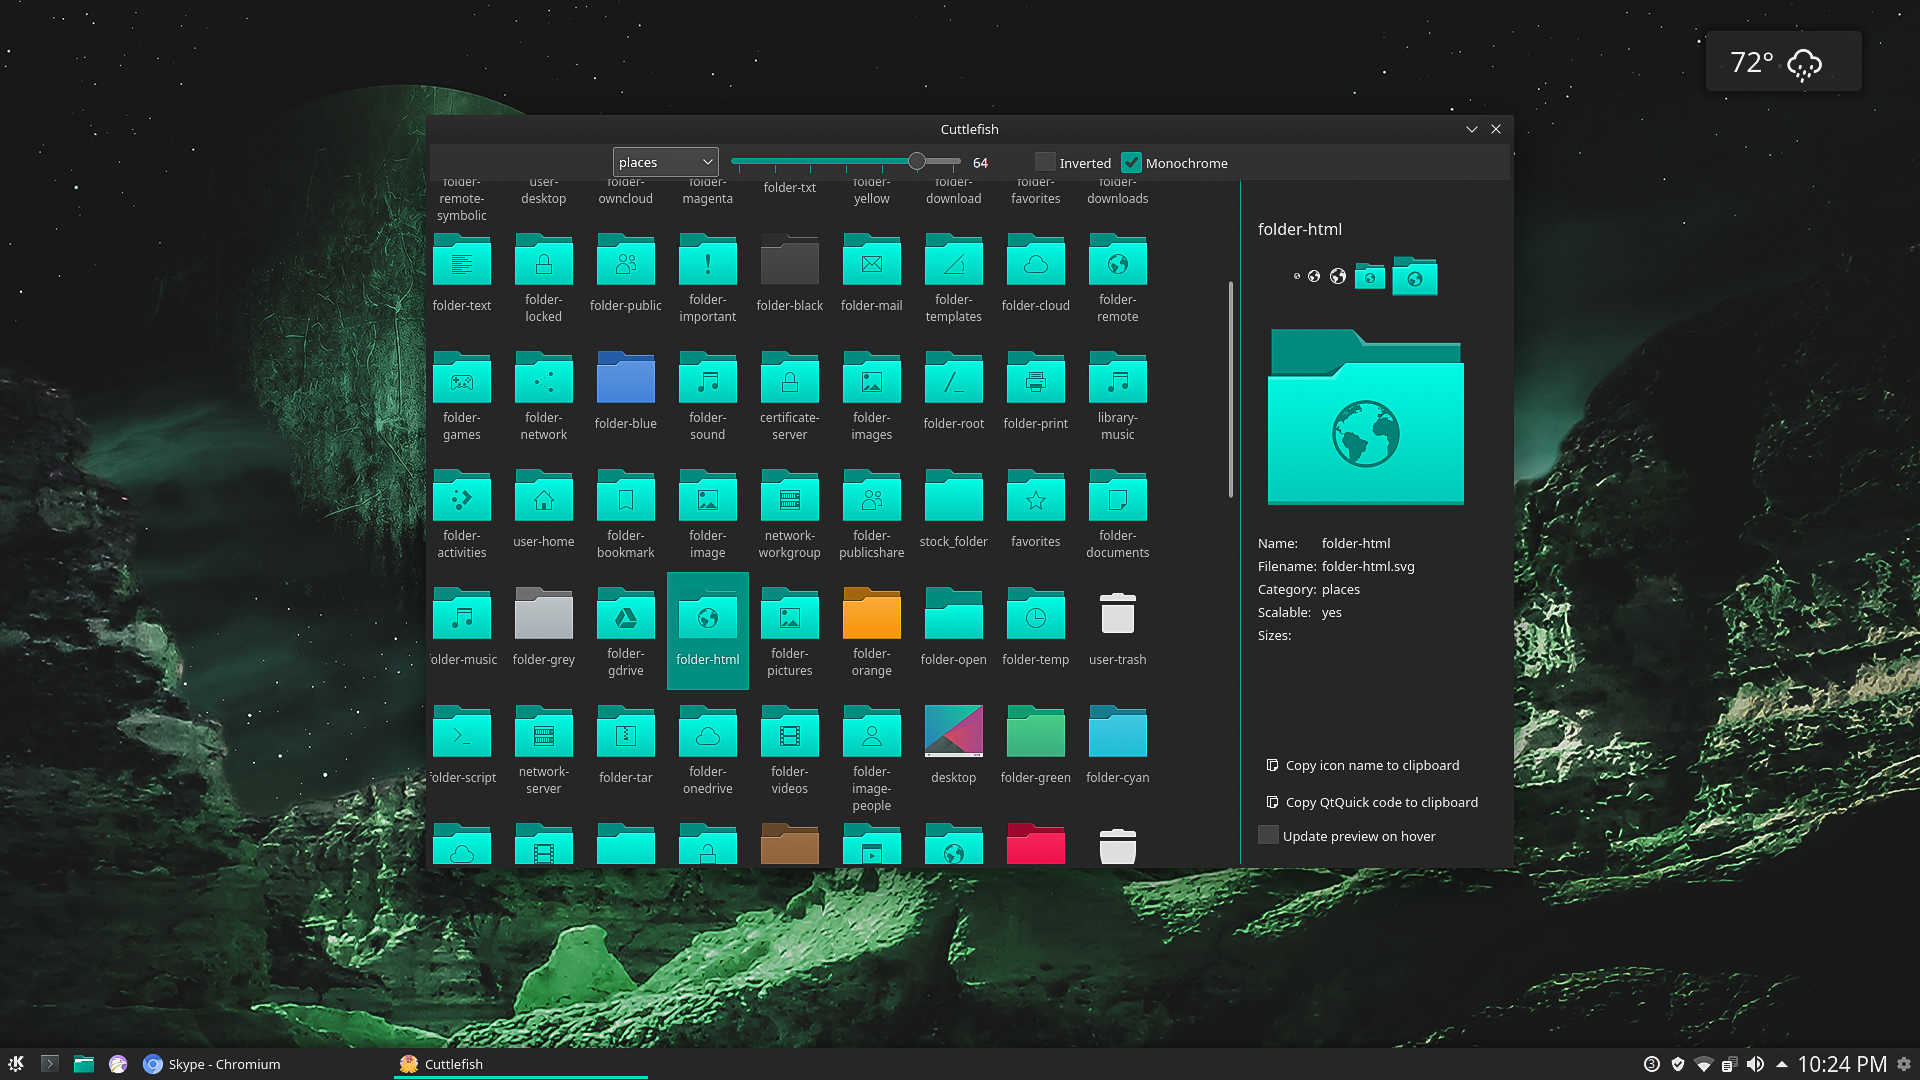 72°
Cuttlefish
places
64
Inverted
Monochrome
folder-remote-symbolic
user-desktop
folder-owncloud
folder-magenta
folder-txt
folder-yellow
folder-download
folder-favorites
folder-downloads
folder-text
folder-locked
folder-public
folder-important
folder-black
folder-mail
folder-templates
folder-cloud
folder-remote
folder-games
folder-network
folder-blue
folder-sound
certificate-server
folder-images
folder-root
folder-print
library-music
folder-activities
user-home
folder-bookmark
folder-image
network-workgroup
folder-publicshare
stock_folder
favorites
folder-documents
folder-music
folder-grey
folder-gdrive
folder-html
folder-pictures
folder-orange
folder-open
folder-temp
user-trash
folder-script
network-server
folder-tar
folder-onedrive
folder-videos
folder-image-people
desktop
folder-green
folder-cyan
folder-html
Name: folder-html
Filename: folder-html.svg
Category: places
Scalable: yes
Sizes:
Copy icon name to clipboard
Copy QtQuick code to clipboard
Update preview on hover
Skype - Chromium
Cuttlefish
3
10:24 PM